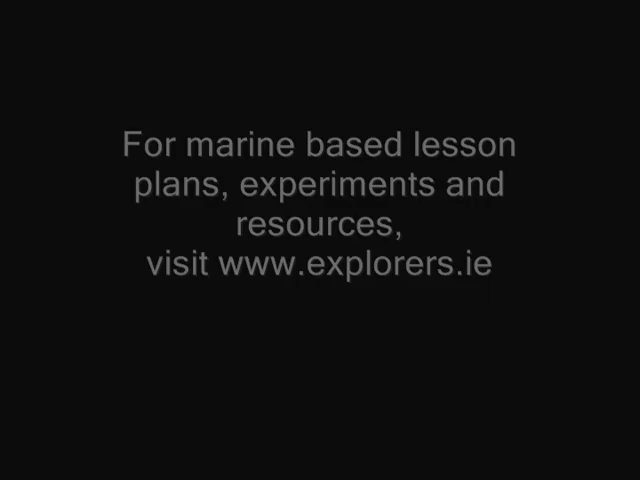 For marine based lesson
plans, experiments and
resources,
visit www.explorers.ie